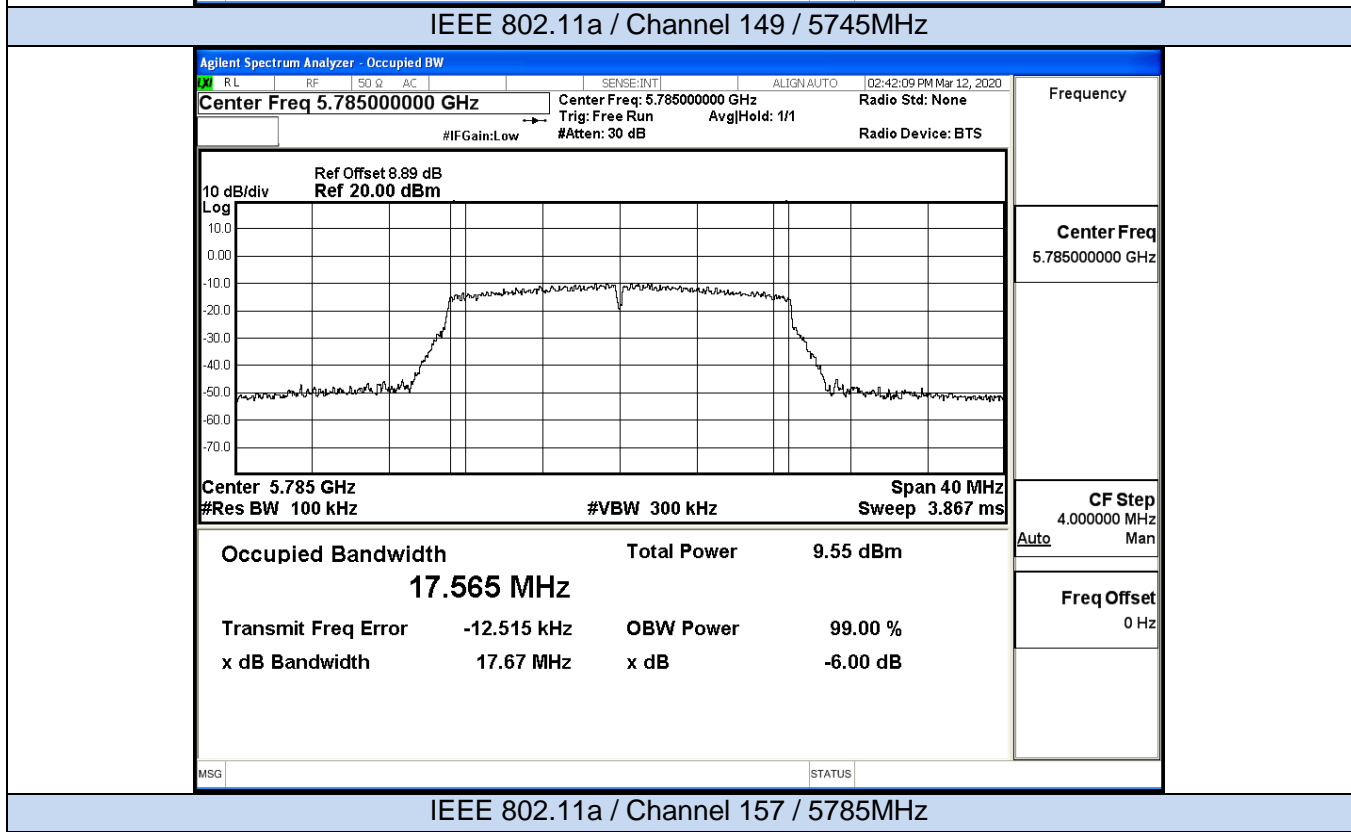 IEEE 802.11a / Channel 149 / 5745MHz
Agilent Spectrum Analyzer - Occupied BW
LXI RL RF 50 Ω AC SENSE:INT ALIGN AUTO 02:42:09 PM Mar 12, 2020
Center Freq 5.785000000 GHz
Center Freq: 5.785000000 GHz
Radio Std: None
Trig: Free Run Avg|Hold: 1/1
#IFGain:Low #Atten: 30 dB Radio Device: BTS
Frequency
Ref Offset 8.89 dB
10 dB/div Ref 20.00 dBm
Log
10.0
0.00
-10.0
-20.0
-30.0
-40.0
-50.0
-60.0
-70.0
Center 5.785 GHz Span 40 MHz
#Res BW 100 kHz #VBW 300 kHz Sweep 3.867 ms
Center Freq
5.785000000 GHz
CF Step
4.000000 MHz
Auto Man
Freq Offset
0 Hz
Occupied Bandwidth Total Power 9.55 dBm
17.565 MHz
Transmit Freq Error -12.515 kHz OBW Power 99.00 %
x dB Bandwidth 17.67 MHz x dB -6.00 dB
MSG STATUS
IEEE 802.11a / Channel 157 / 5785MHz